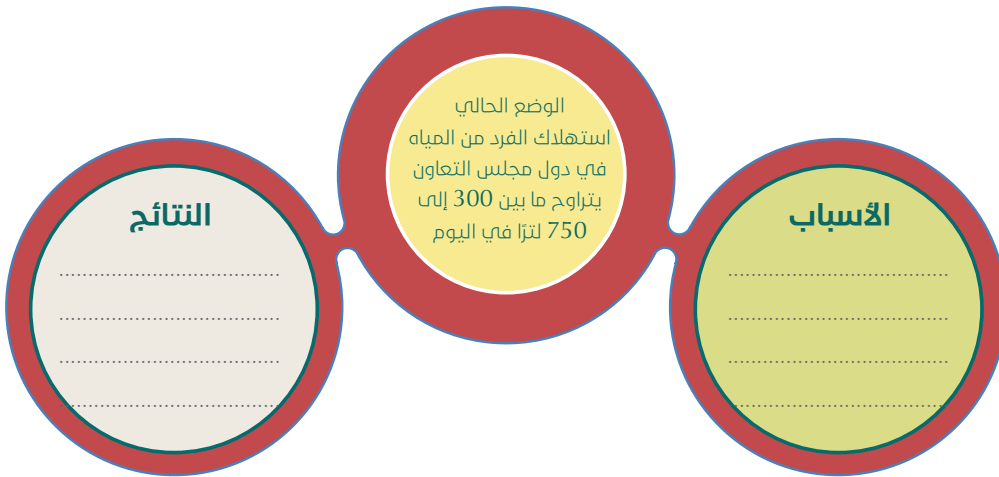 الوضع الحالي
استهلاك الفرد من المياه
في دول مجلس التعاون
يتراوح ما بين 300 إلى
750 لترًا في اليوم
الأسباب
النتائج